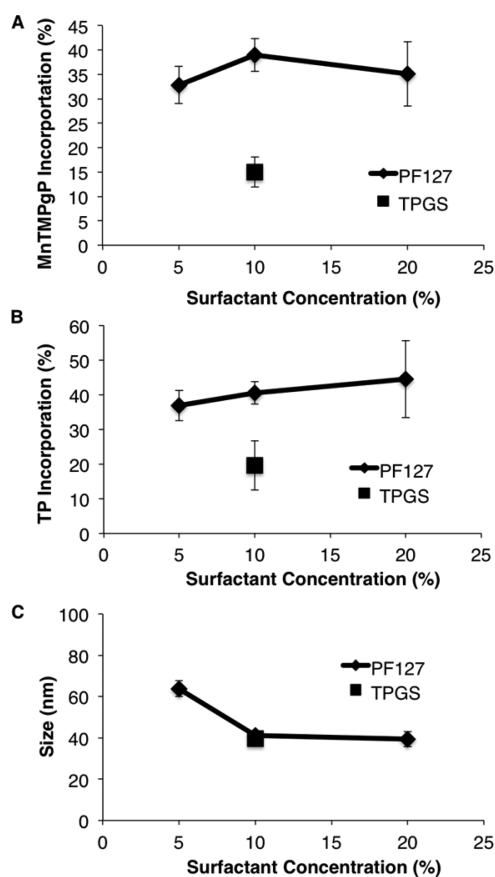 A
MnTMPgP Incorportation (%)
45
40
35
30
25
20
15
10
5
0
PF127
TPGS
0 5 10 15 20 25
Surfactant Concentration (%)
B
TP Incorporation (%)
60
50
40
30
20
10
0
PF127
TPGS
0 5 10 15 20 25
Surfactant Concentration (%)
C
Size (nm)
100
80
60
40
20
0
PF127
TPGS
0 5 10 15 20 25
Surfactant Concentration (%)